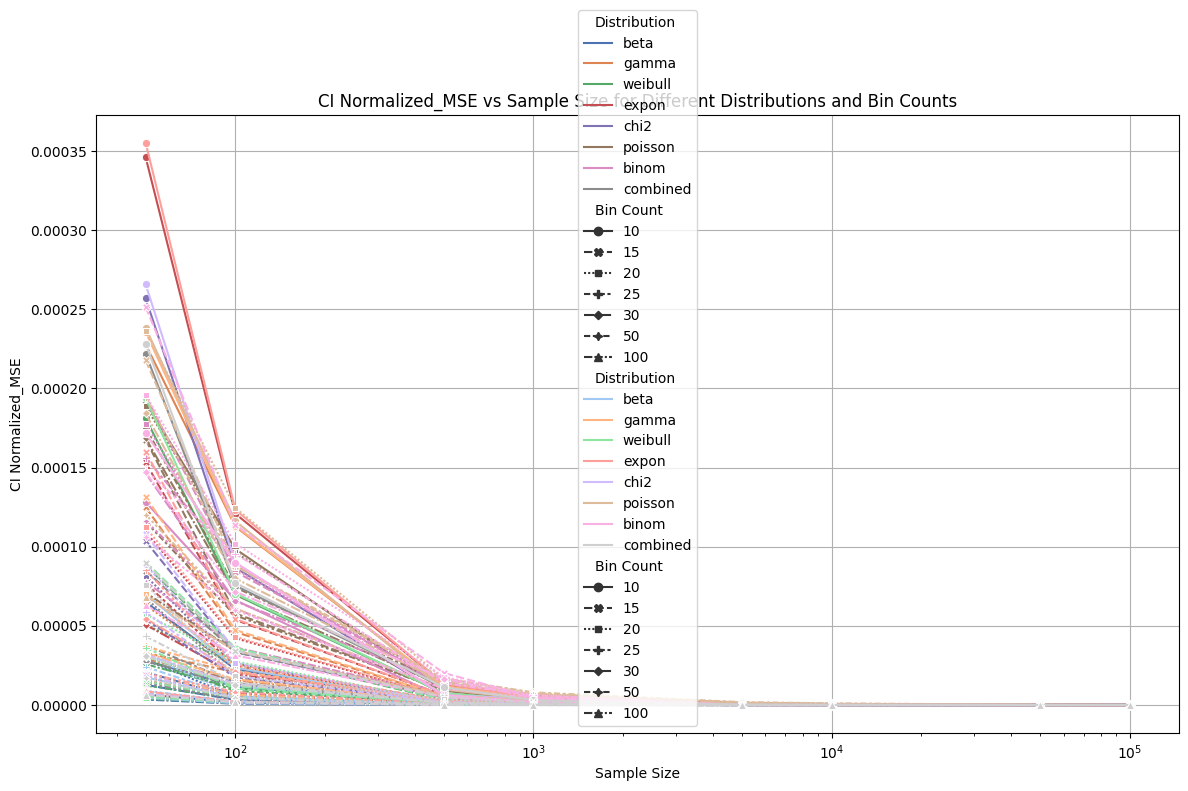 Distribution
beta
gamma
weibull
CI Normalized_MSE vs Sample Size for Different Distributions and Bin Counts
expon
chi2
poisson
binom
combined
Bin Count
10
15
20
25
30
50
100
Distribution
beta
gamma
weibull
expon
chi2
poisson
binom
combined
Bin Count
10
15
20
25
30
50
100
CI Normalized_MSE
0.00035
0.00030
0.00025
0.00020
0.00015
0.00010
0.00005
0.00000
10² 10³ 10⁴ 10⁵
Sample Size